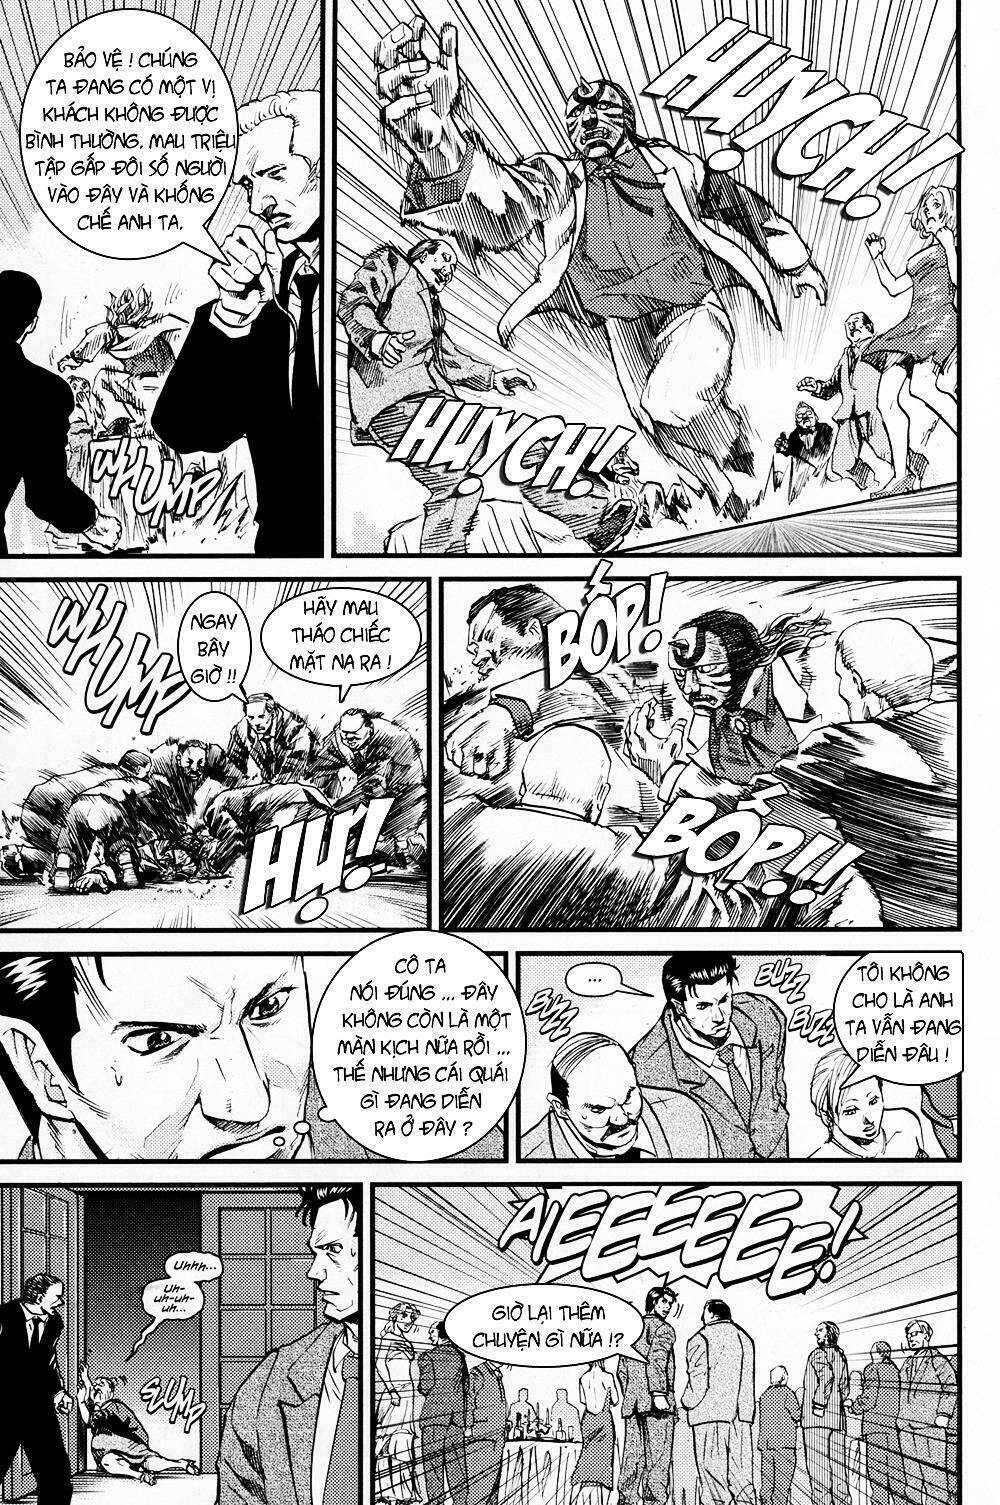 BẢO VỆ ! CHÚNG
TA ĐANG CÓ MỘT VỊ
KHÁCH KHÔNG ĐƯỢC
BÌNH THƯỜNG. MAU TRIỆU
TẬP GẤP ĐÔI SỐ NGƯỜI
VÀO ĐÂY VÀ KHỐNG
CHẾ ANH TA.
WHUMP
HUYCH!
HUYCH!
WHUMP
NGAY
BÂY
GIỜ !!
HÃY MAU
THÁO CHIẾC
MẶT NẠ RA !
HỰ!
BỐP!
BỐP!!
CÔ TA
NÓI ĐÚNG ... ĐÂY
KHÔNG CÒN LÀ MỘT
MÀN KỊCH NỮA RỒI ...
THẾ NHƯNG CÁI QUÁI
GÌ ĐANG DIỄN
RA Ở ĐÂY ?
...
BUZZ
BUZZ
BUZZ
TÔI KHÔNG
CHO LÀ ANH
TA VẪN ĐANG
DIỄN ĐÂU !
Uhhh...
Uh-
uh-uh-
uh...
SLUMP
AIEEEEEEEE!
GIỜ LẠI THÊM
CHUYỆN GÌ NỮA !?